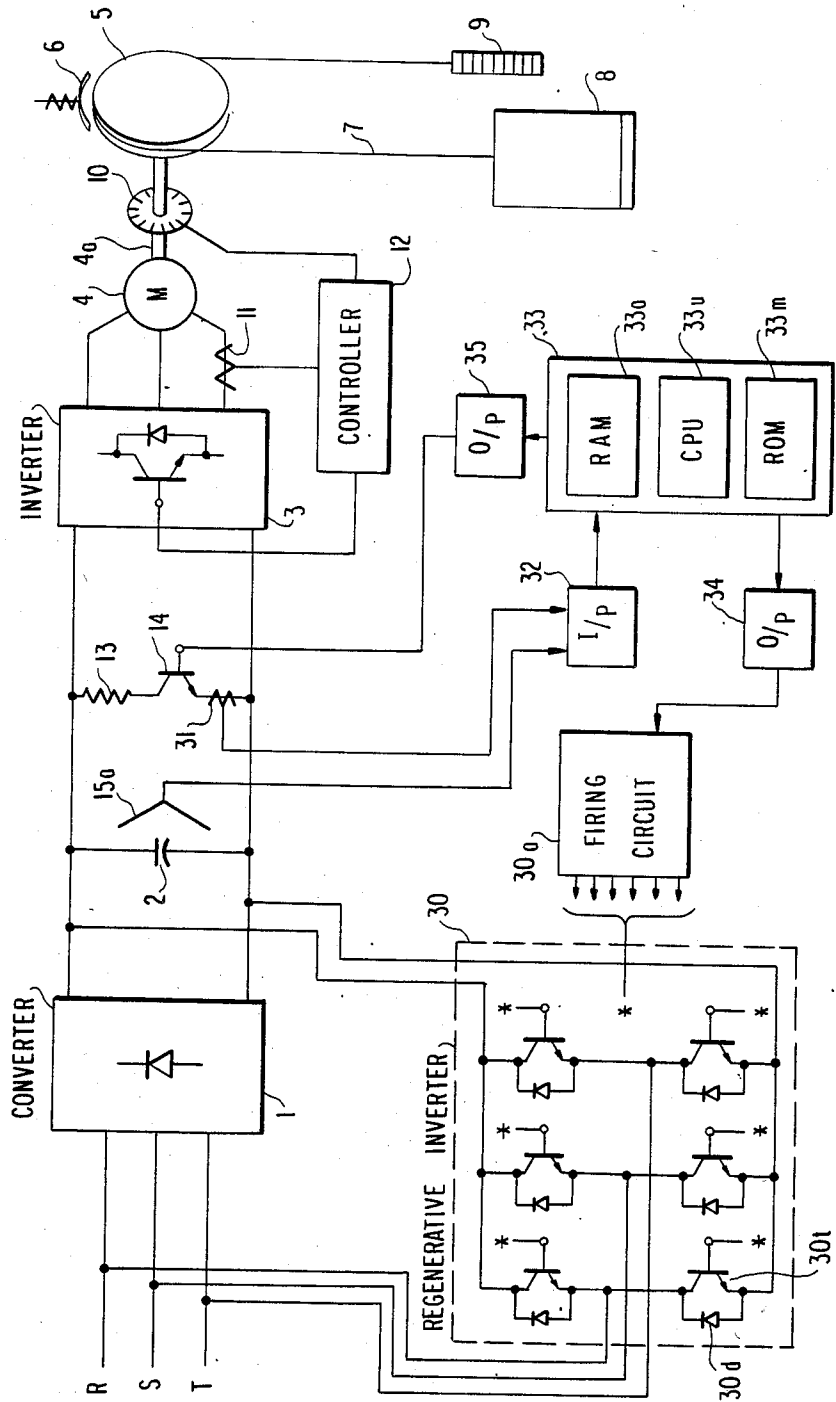 CONVERTER
1
R
S
T
2
15a
13
14
31
INVERTER
3
4
M
4a
10
6
5
9
7
8
11
CONTROLLER
12
REGENERATIVE INVERTER
30
*
*
*
*
*
*
*
30t
30d
30a
FIRING
CIRCUIT
34
O/P
32
I/P
35
O/P
33
RAM
33a
CPU
33u
ROM
33m